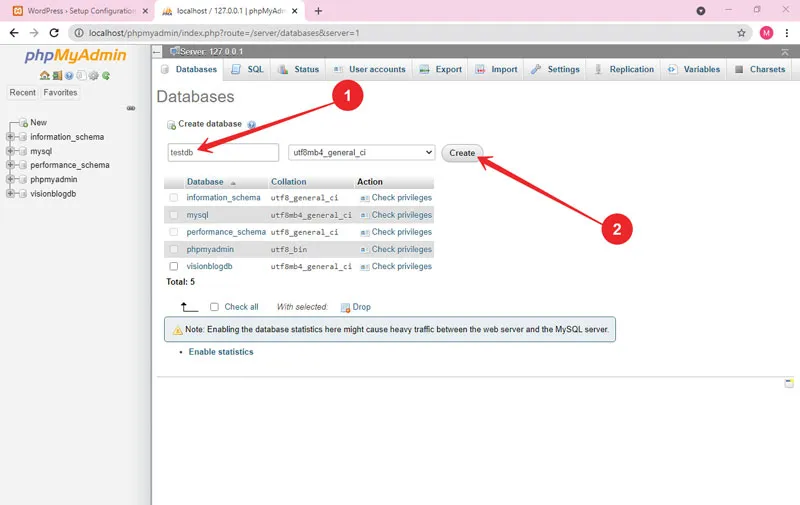 WordPress › Setup Configuration
localhost / 127.0.0.1 | phpMyAdm
localhost/phpmyadmin/index.php?route=/server/databases&server=1
M
phpMyAdmin
Recent Favorites
New
information_schema
mysql
performance_schema
phpmyadmin
visionblogdb
Server: 127.0.0.1
Databases SQL Status User accounts Export Import Settings Replication Variables Charsets
Databases
1
Create database
testdb utf8mb4_general_ci Create
Database Collation Action
information_schema utf8_general_ci Check privileges
mysql utf8mb4_general_ci Check privileges
performance_schema utf8_general_ci Check privileges
2
phpmyadmin utf8_bin Check privileges
visionblogdb utf8mb4_general_ci Check privileges
Total: 5
Check all With selected: Drop
Note: Enabling the database statistics here might cause heavy traffic between the web server and the MySQL server.
• Enable statistics